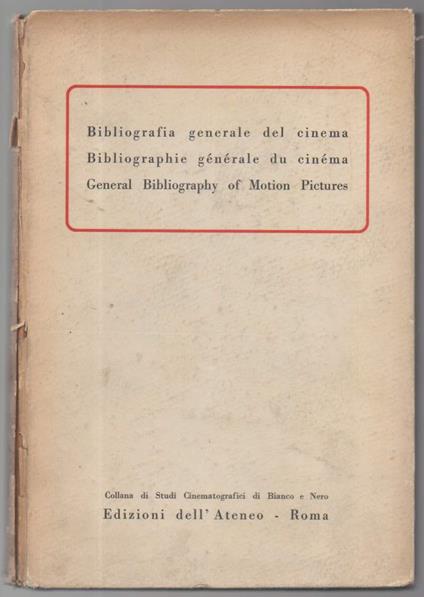 Bibliografia generale del cinema
Bibliographie générale du cinéma
General Bibliography of Motion Pictures
Collana di Studi Cinematografici di Bianco e Nero
Edizioni dell'Ateneo - Roma